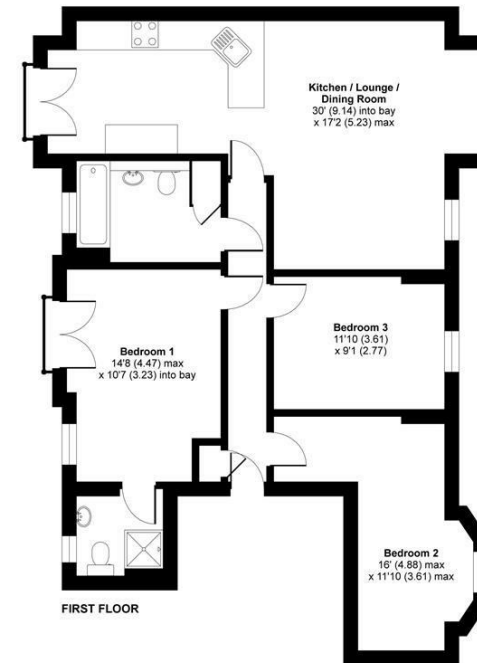 Kitchen / Lounge /
Dining Room
30' (9.14) into bay
x 17'2 (5.23) max
Bedroom 1
14'8 (4.47) max
x 10'7 (3.23) into bay
Bedroom 3
11'10 (3.61)
x 9'1 (2.77)
Bedroom 2
16' (4.88) max
x 11'10 (3.61) max
FIRST FLOOR